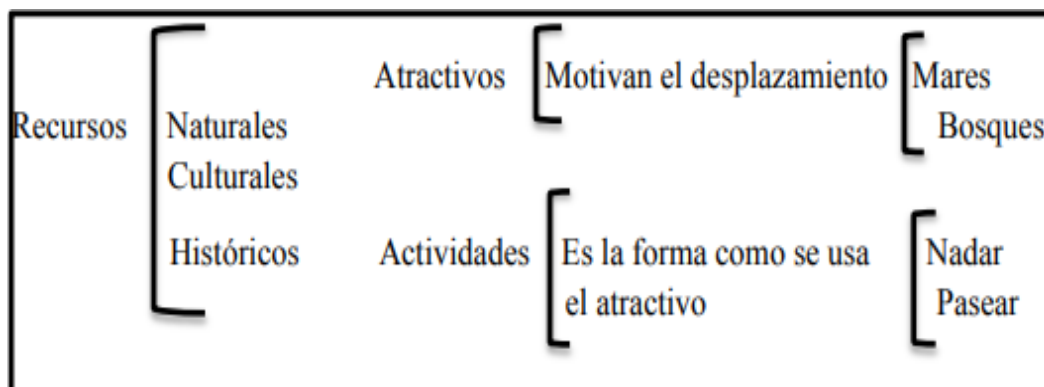 Atractivos Motivan el desplazamiento Mares
Recursos Naturales Bosques
Culturales
Históricos Actividades Es la forma como se usa Nadar
el atractivo Pasear